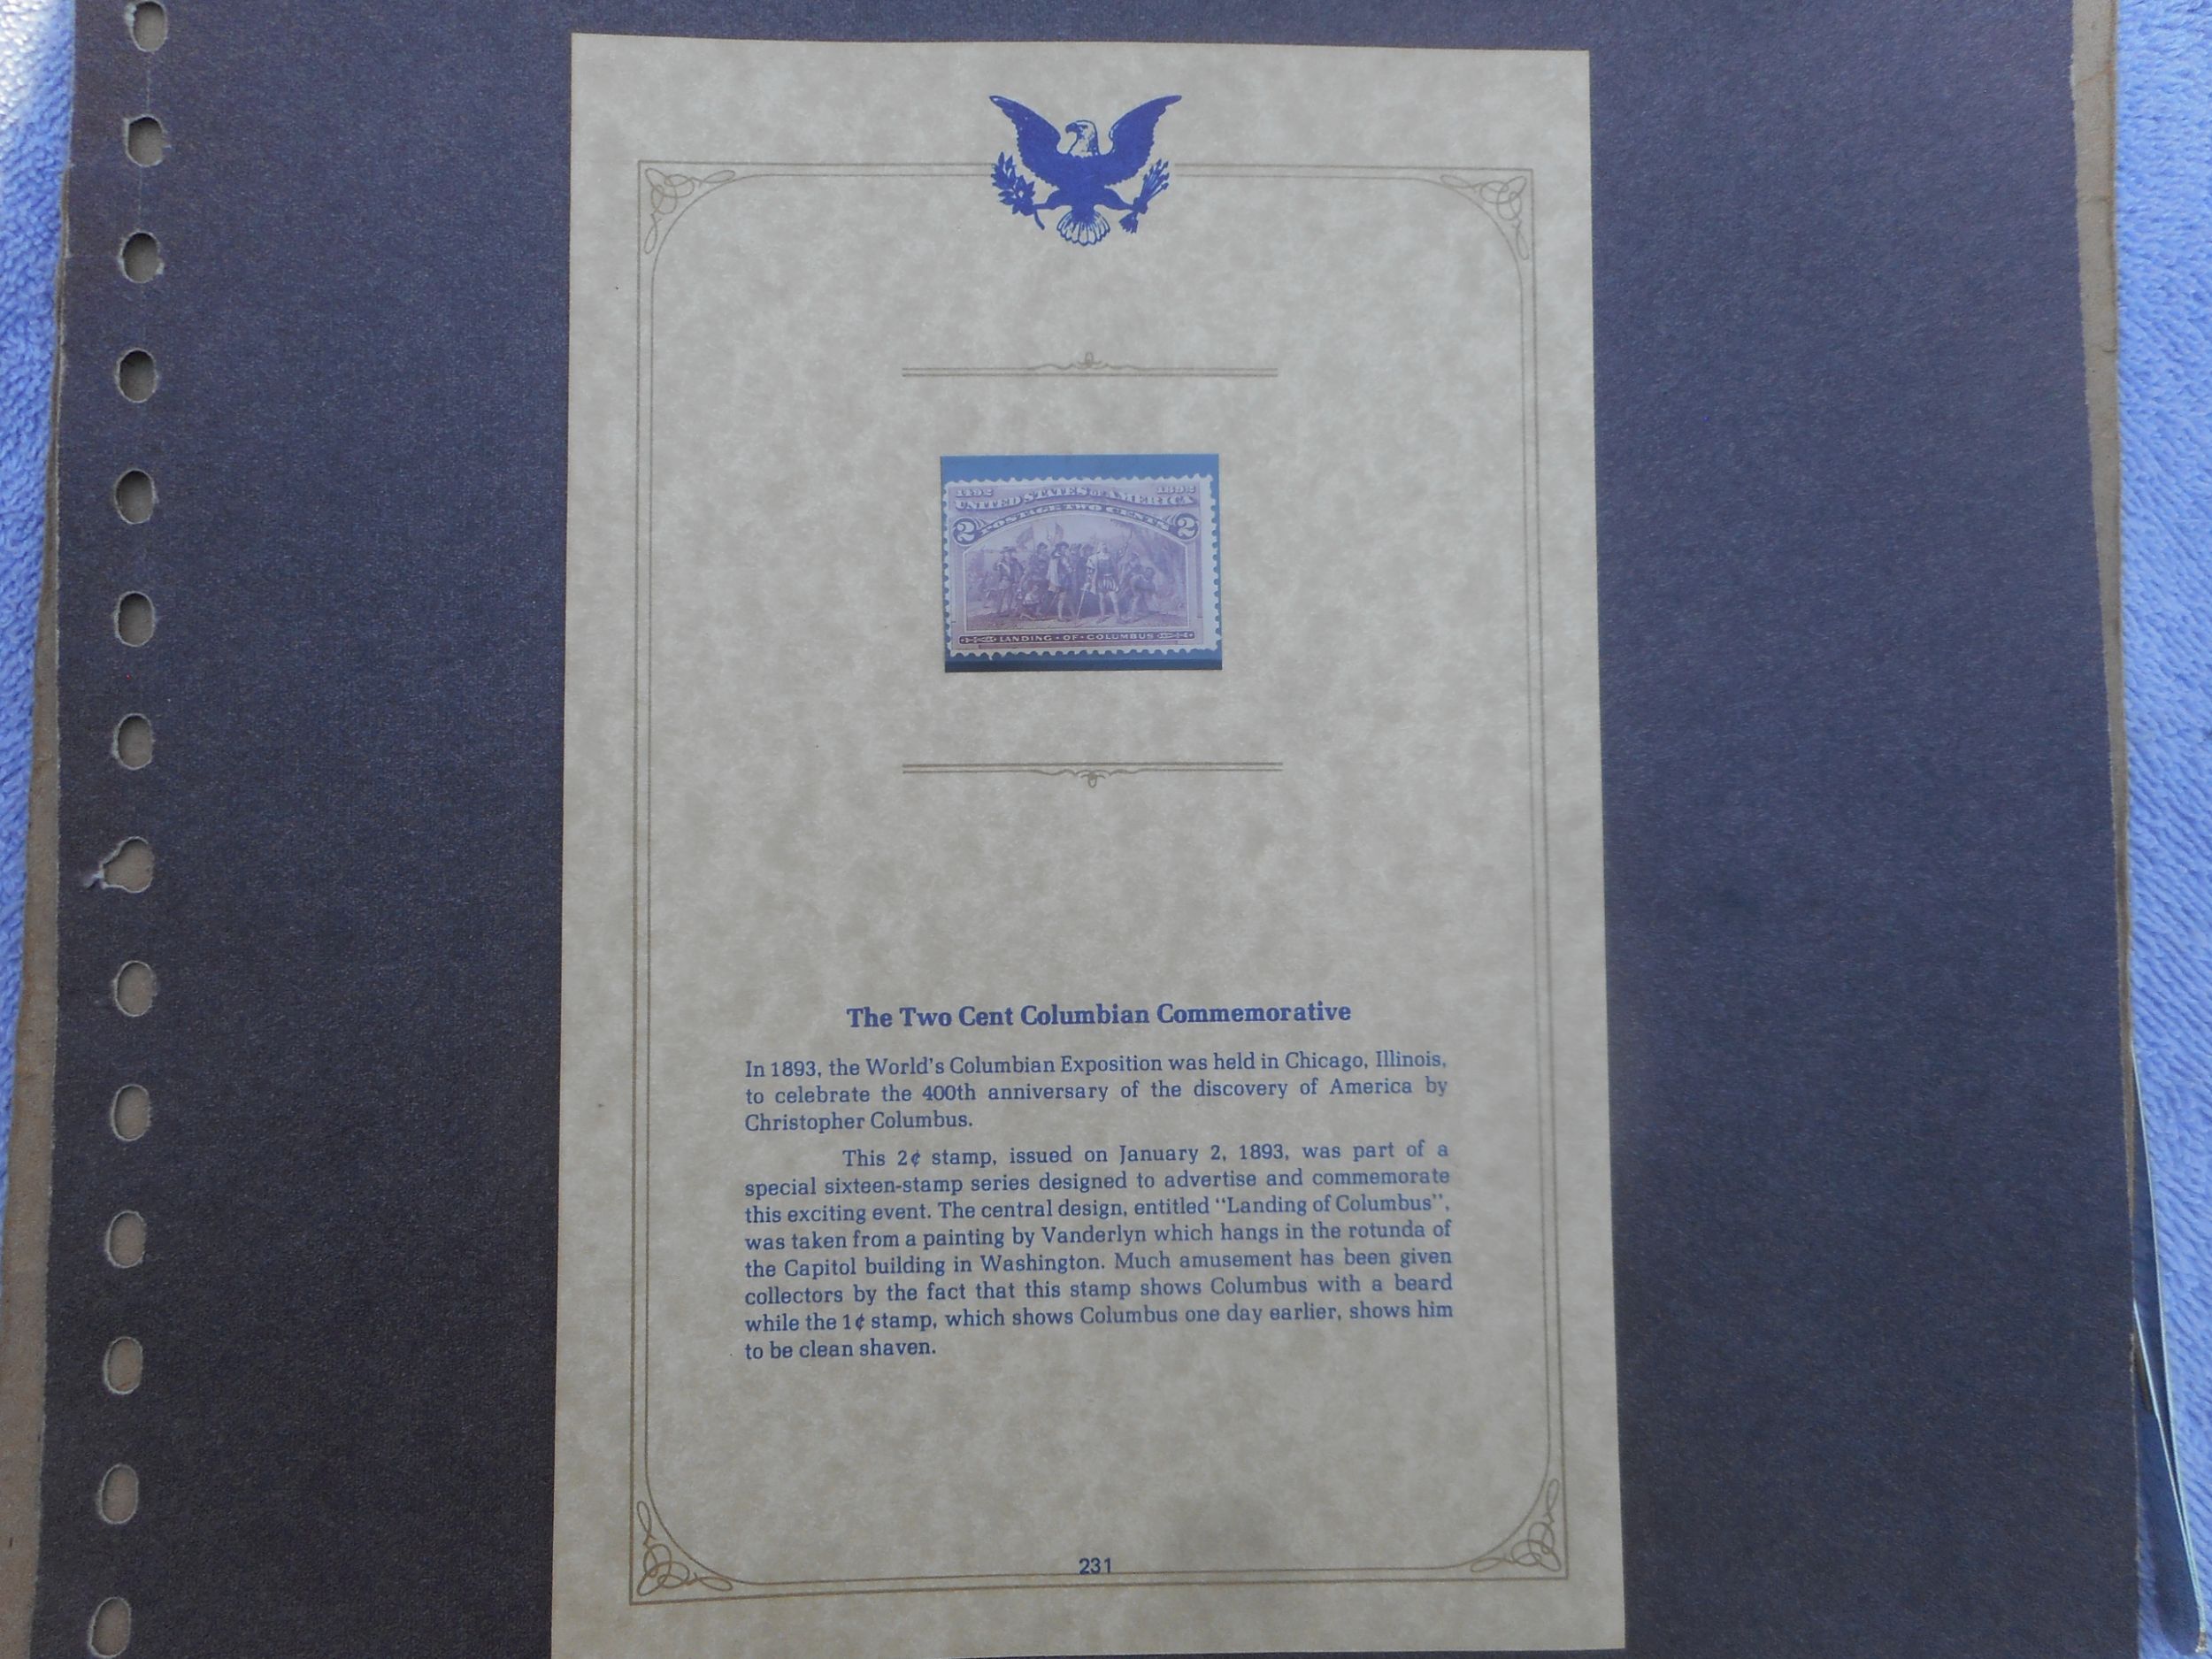 1492 1892
UNITED STATES OF AMERICA
2 POSTAGE TWO CENTS 2
LANDING · OF · COLUMBUS
The Two Cent Columbian Commemorative
In 1893, the World's Columbian Exposition was held in Chicago, Illinois,
to celebrate the 400th anniversary of the discovery of America by
Christopher Columbus.
This 2¢ stamp, issued on January 2, 1893, was part of a
special sixteen-stamp series designed to advertise and commemorate
this exciting event. The central design, entitled "Landing of Columbus",
was taken from a painting by Vanderlyn which hangs in the rotunda of
the Capitol building in Washington. Much amusement has been given
collectors by the fact that this stamp shows Columbus with a beard
while the 1¢ stamp, which shows Columbus one day earlier, shows him
to be clean shaven.
231